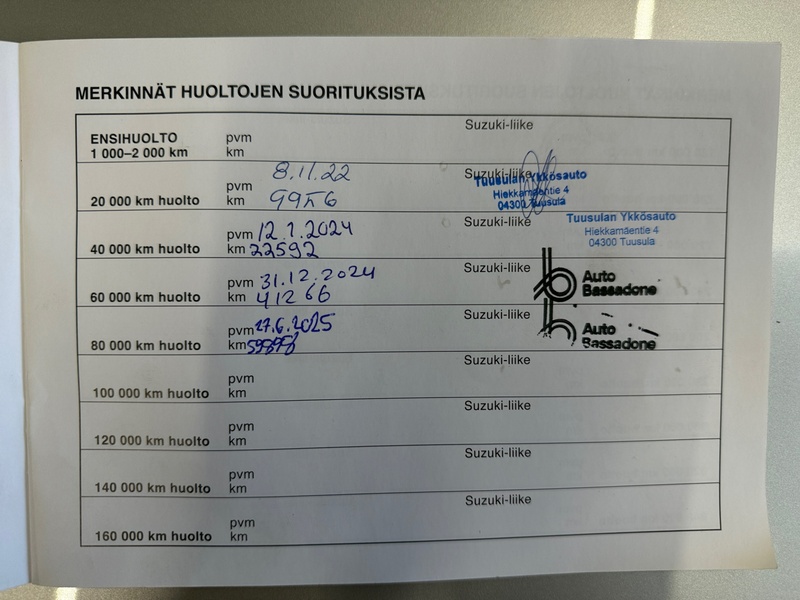 MERKINNÄT HUOLTOJEN SUORITUKSISTA
ENSIHUOLTO pvm Suzuki-liike
1 000–2 000 km km
pvm 8.11.22 Suzuki-liike
20 000 km huolto km
Tuusulan Ykkösauto
Hiekkamäentie 4
04300 Tuusula
pvm 12.1.2024 Suzuki-liike
40 000 km huolto km 22592
Tuusulan Ykkösauto
Hiekkamäentie 4
04300 Tuusula
pvm 31.12.2024 Suzuki-liike
60 000 km huolto km 41266
Auto
Bassadone
pvm 27.6.2025 Suzuki-liike
80 000 km huolto km
Auto
Bassadone
pvm Suzuki-liike
100 000 km huolto km
pvm Suzuki-liike
120 000 km huolto km
pvm Suzuki-liike
140 000 km huolto km
pvm Suzuki-liike
160 000 km huolto km